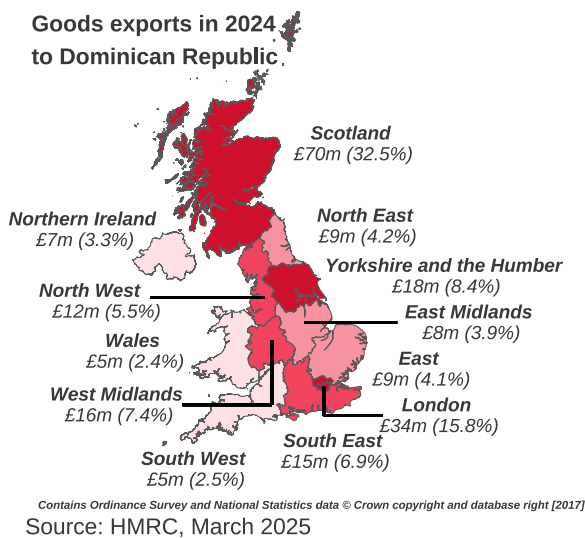 Goods exports in 2024
to Dominican Republic
Scotland
£70m (32.5%)
Northern Ireland
£7m (3.3%)
North East
£9m (4.2%)
Yorkshire and the Humber
£18m (8.4%)
North West
£12m (5.5%)
East Midlands
£8m (3.9%)
Wales
£5m (2.4%)
East
£9m (4.1%)
West Midlands
£16m (7.4%)
London
£34m (15.8%)
South East
£15m (6.9%)
South West
£5m (2.5%)
Contains Ordinance Survey and National Statistics data © Crown copyright and database right [2017]
Source: HMRC, March 2025